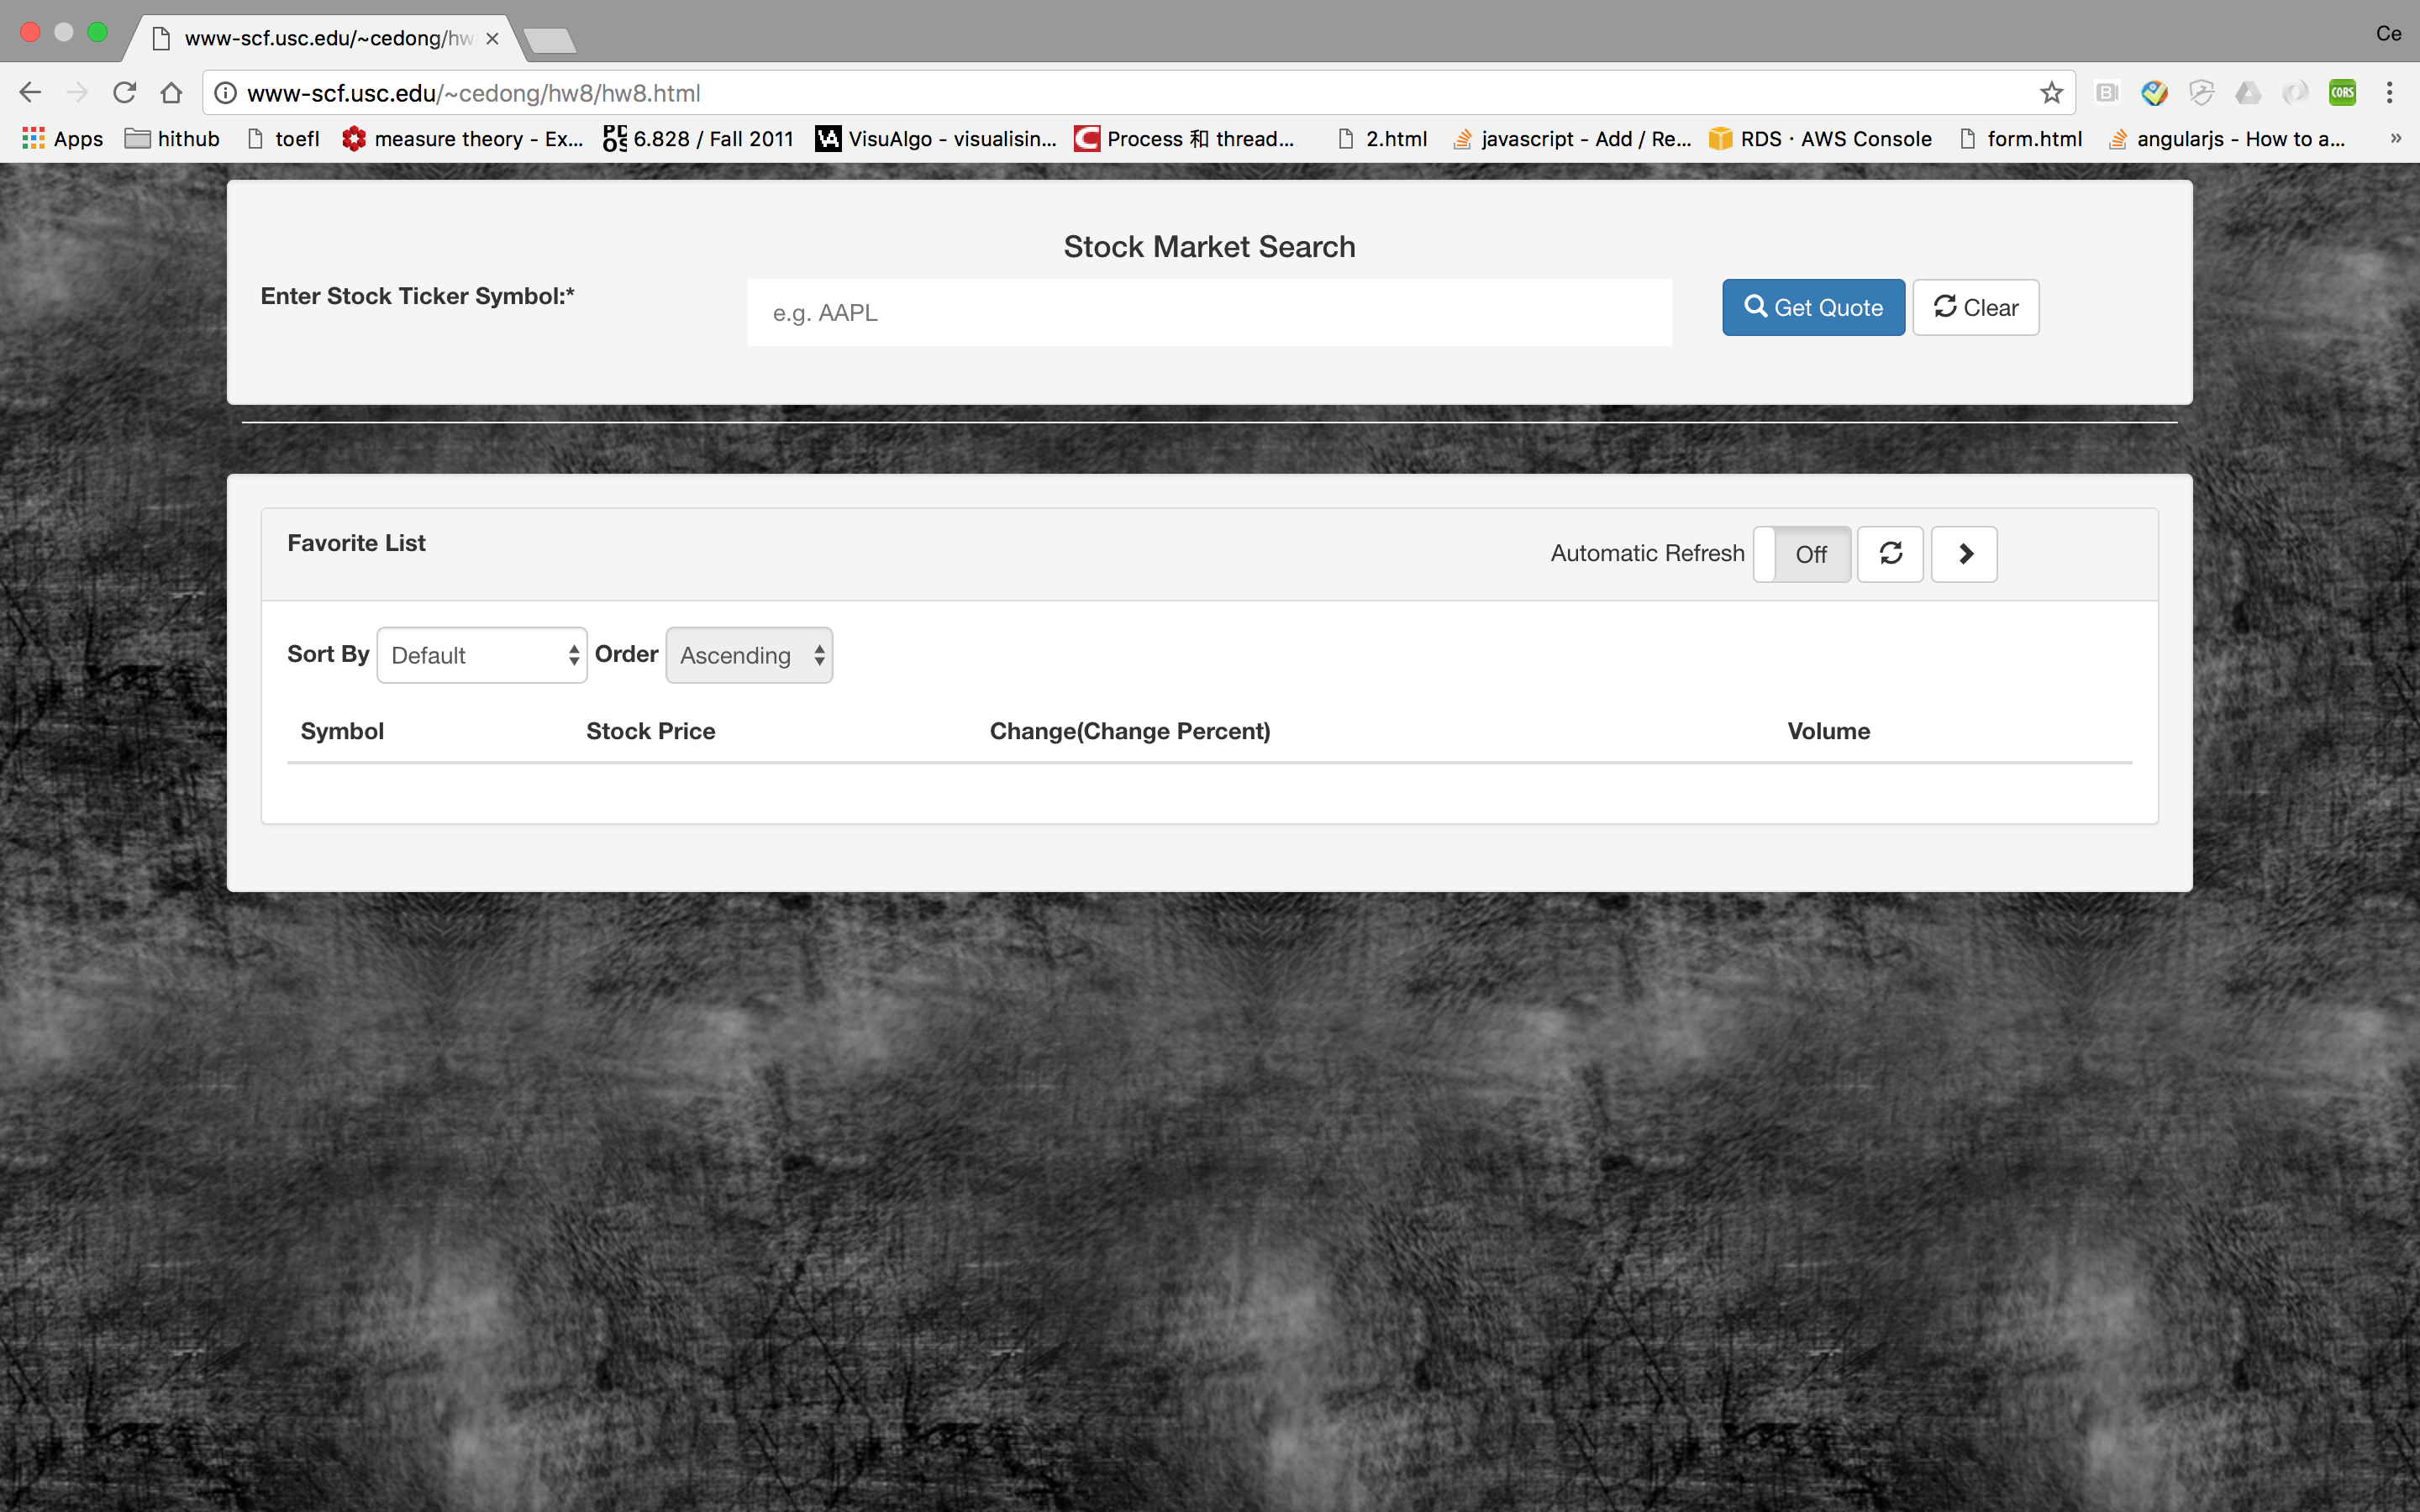 www-scf.usc.edu/~cedong/hw
Ce
www-scf.usc.edu/~cedong/hw8/hw8.html
CORS
Apps hithub toefl measure theory - Ex... PDOS 6.828 / Fall 2011 VisuAlgo - visualisin... Process 和 thread... 2.html javascript - Add / Re... RDS · AWS Console form.html angularjs - How to a... »
Stock Market Search
Enter Stock Ticker Symbol:* e.g. AAPL Get Quote Clear
Favorite List Automatic Refresh Off
Sort By Default Order Ascending
Symbol Stock Price Change(Change Percent) Volume